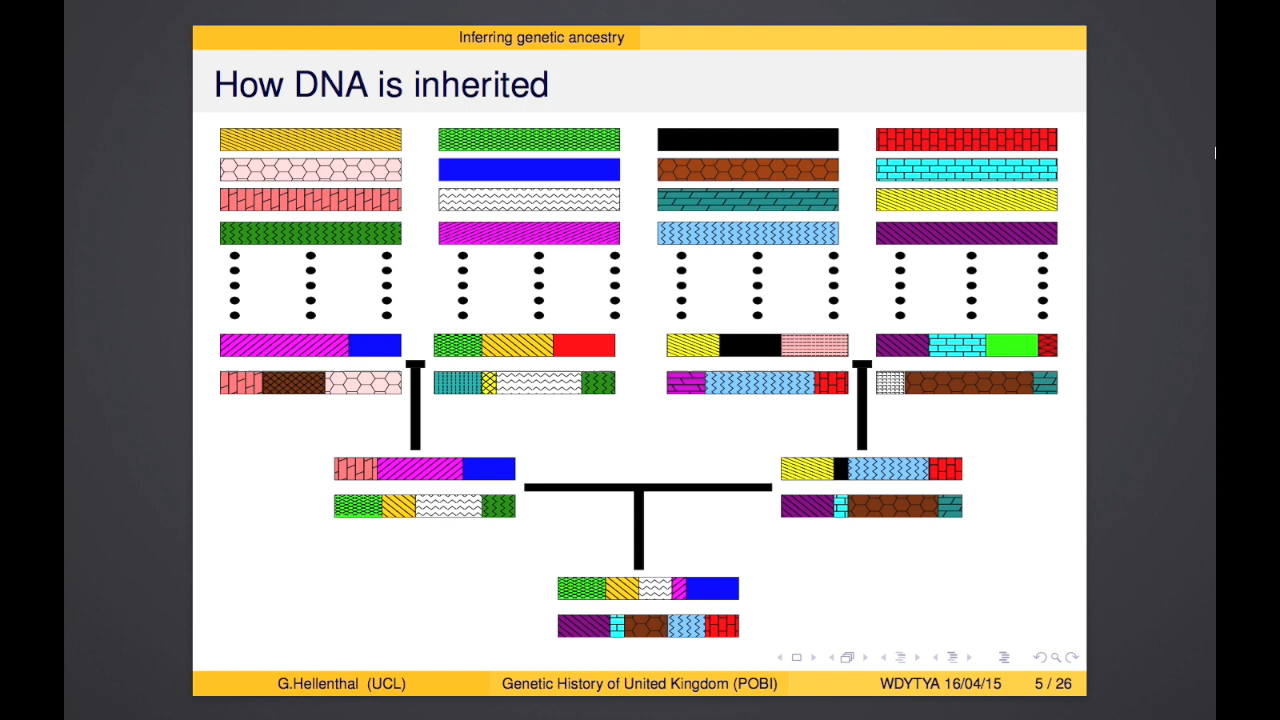 Inferring genetic ancestry
How DNA is inherited
G.Hellenthal (UCL)
Genetic History of United Kingdom (POBI)
WDYTYA 16/04/15
5 / 26